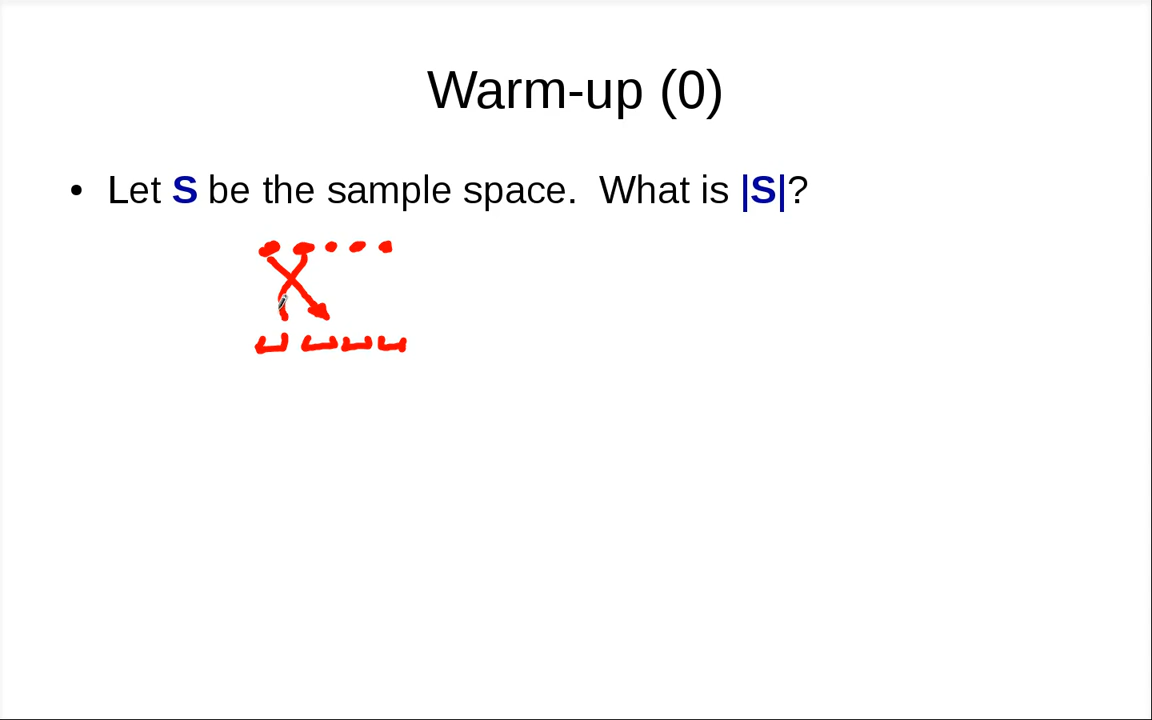 Warm-up (0)
• Let S be the sample space. What is |S|?